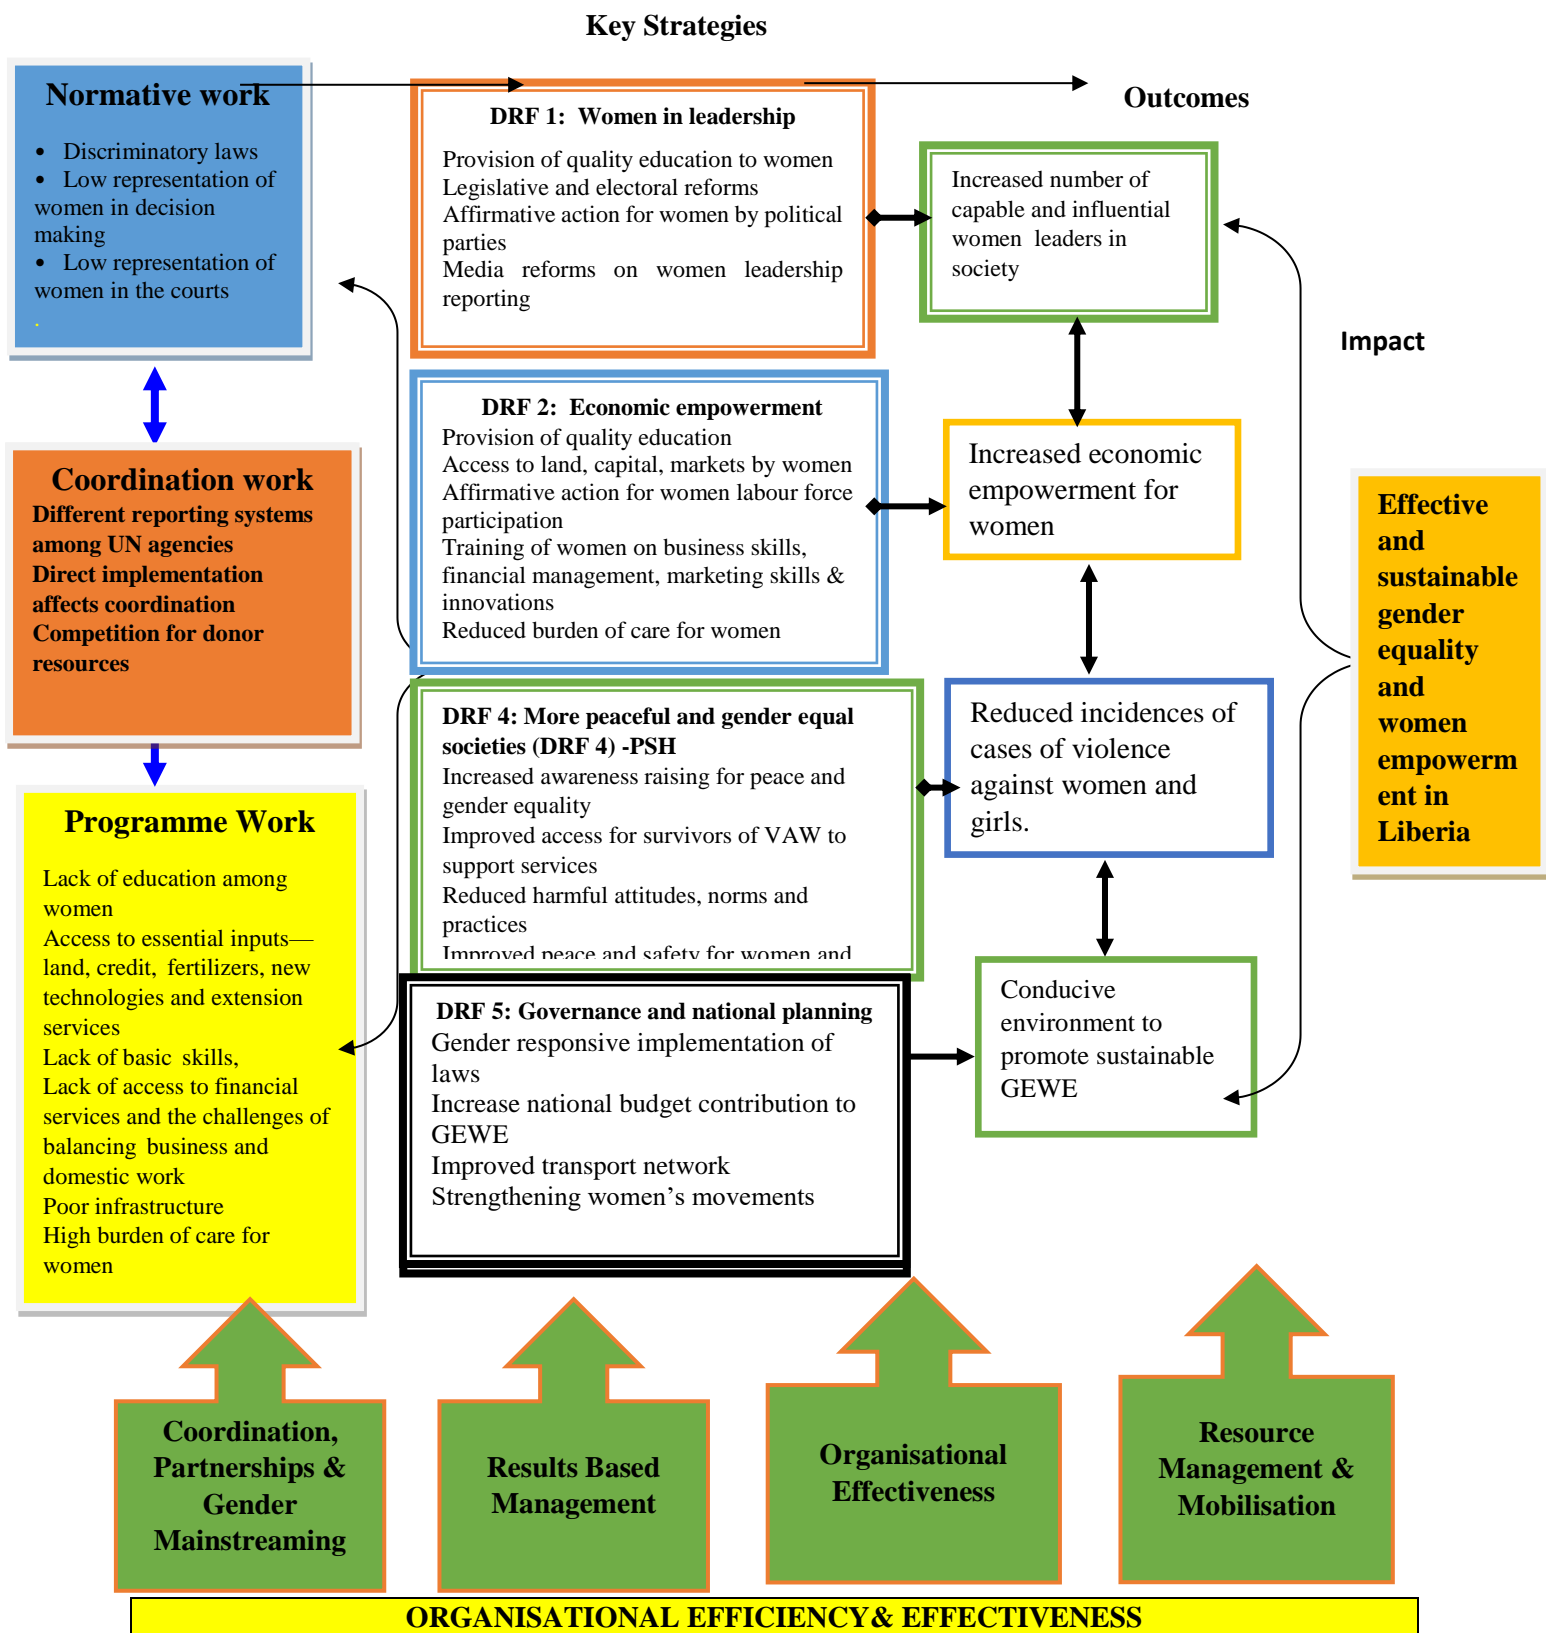 Key Strategies
Normative work
• Discriminatory laws
• Low representation of
women in decision
making
• Low representation of
women in the courts
.
Coordination work
Different reporting systems
among UN agencies
Direct implementation
affects coordination
Competition for donor
resources
Programme Work
Lack of education among
women
Access to essential inputs—
land, credit, fertilizers, new
technologies and extension
services
Lack of basic skills,
Lack of access to financial
services and the challenges of
balancing business and
domestic work
Poor infrastructure
High burden of care for
women
DRF 1: Women in leadership
Provision of quality education to women
Legislative and electoral reforms
Affirmative action for women by political
parties
Media reforms on women leadership
reporting
DRF 2: Economic empowerment
Provision of quality education
Access to land, capital, markets by women
Affirmative action for women labour force
participation
Training of women on business skills,
financial management, marketing skills &
innovations
Reduced burden of care for women
DRF 4: More peaceful and gender equal
societies (DRF 4) -PSH
Increased awareness raising for peace and
gender equality
Improved access for survivors of VAW to
support services
Reduced harmful attitudes, norms and
practices
Improved peace and safety for women and
DRF 5: Governance and national planning
Gender responsive implementation of
laws
Increase national budget contribution to
GEWE
Improved transport network
Strengthening women’s movements
Outcomes
Increased number of
capable and influential
women leaders in
society
Increased economic
empowerment for
women
Reduced incidences of
cases of violence
against women and
girls.
Conducive
environment to
promote sustainable
GEWE
Impact
Effective
and
sustainable
gender
equality
and
women
empowerm
ent in
Liberia
Coordination,
Partnerships &
Gender
Mainstreaming
Results Based
Management
Organisational
Effectiveness
Resource
Management &
Mobilisation
ORGANISATIONAL EFFICIENCY& EFFECTIVENESS